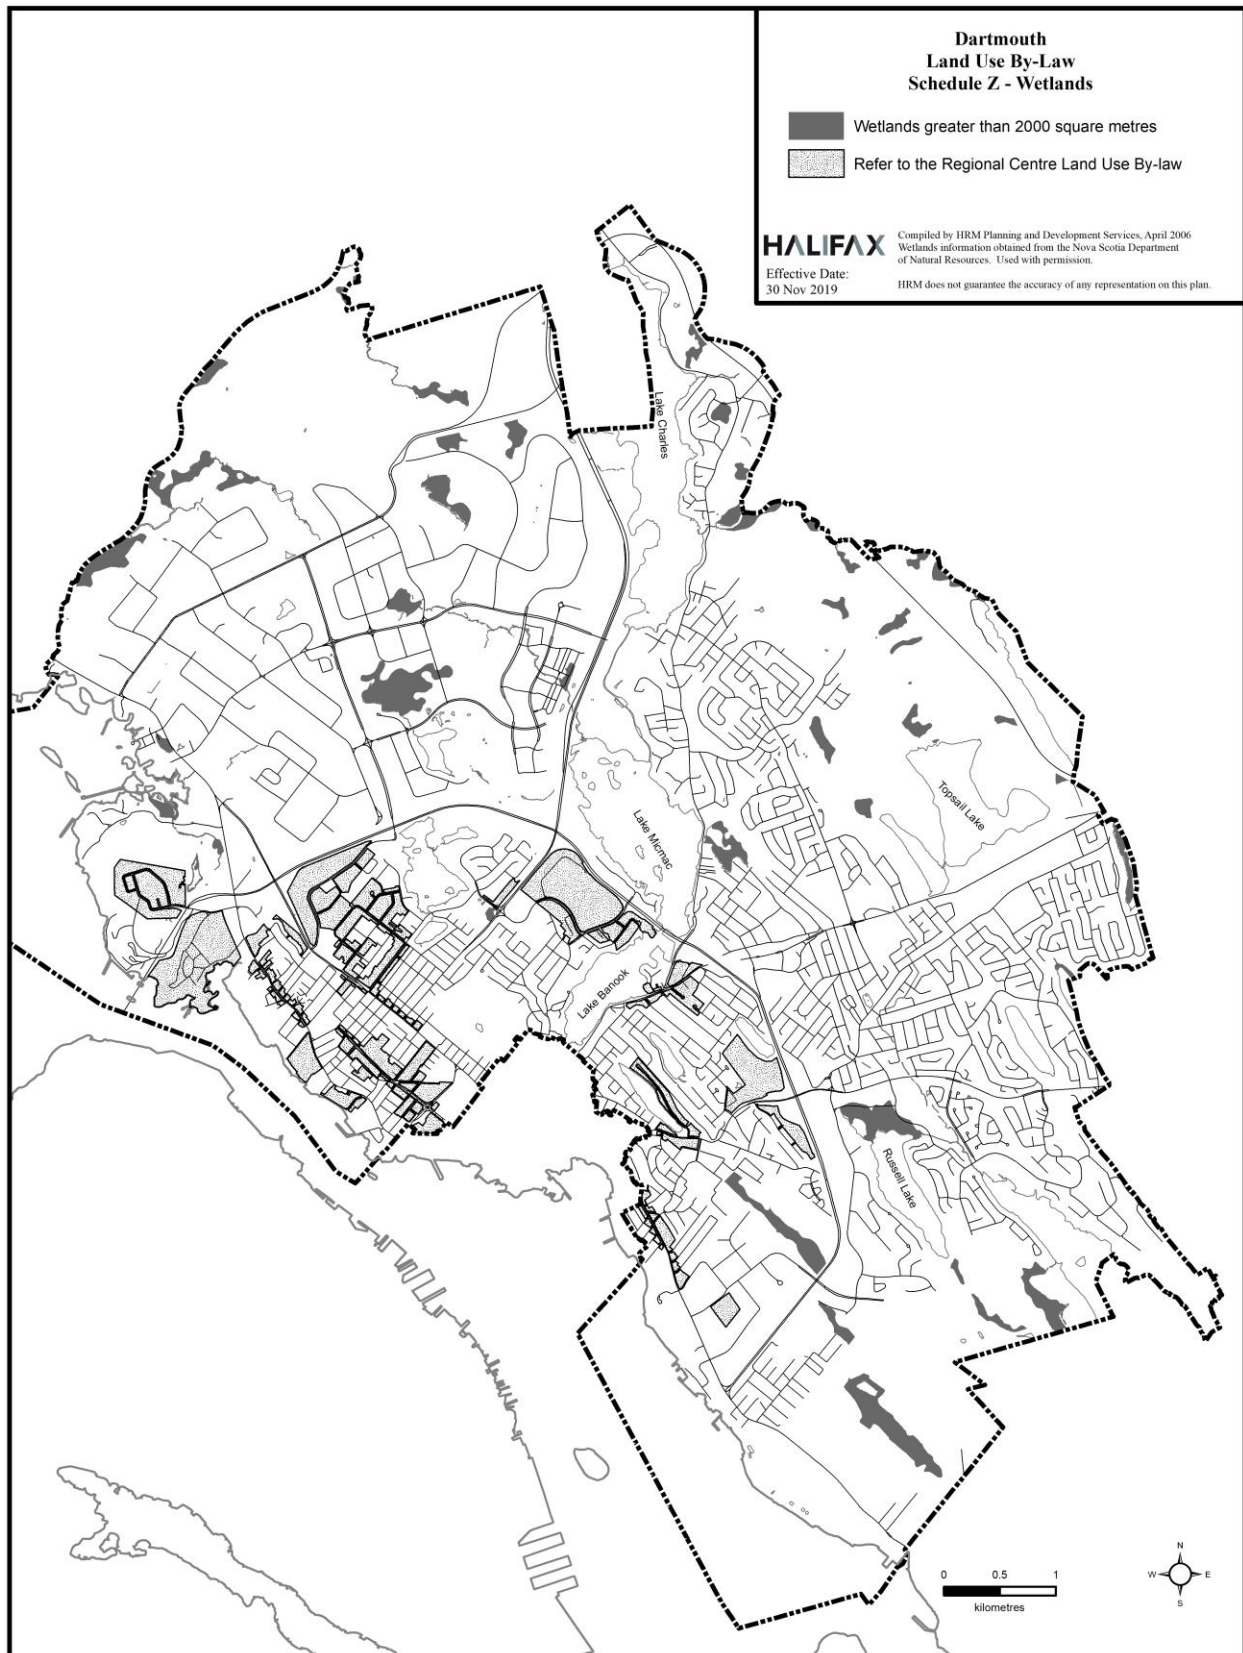 Dartmouth
Land Use By-Law
Schedule Z - Wetlands
Wetlands greater than 2000 square metres
Refer to the Regional Centre Land Use By-law
HALIFAX
Effective Date:
30 Nov 2019
Compiled by HRM Planning and Development Services, April 2006
Wetlands information obtained from the Nova Scotia Department
of Natural Resources. Used with permission.
HRM does not guarantee the accuracy of any representation on this plan.
Lake Charles
Lake Micmac
Topsail Lake
Lake Banook
Russell Lake
0 0.5 1
kilometres
N
W E
S